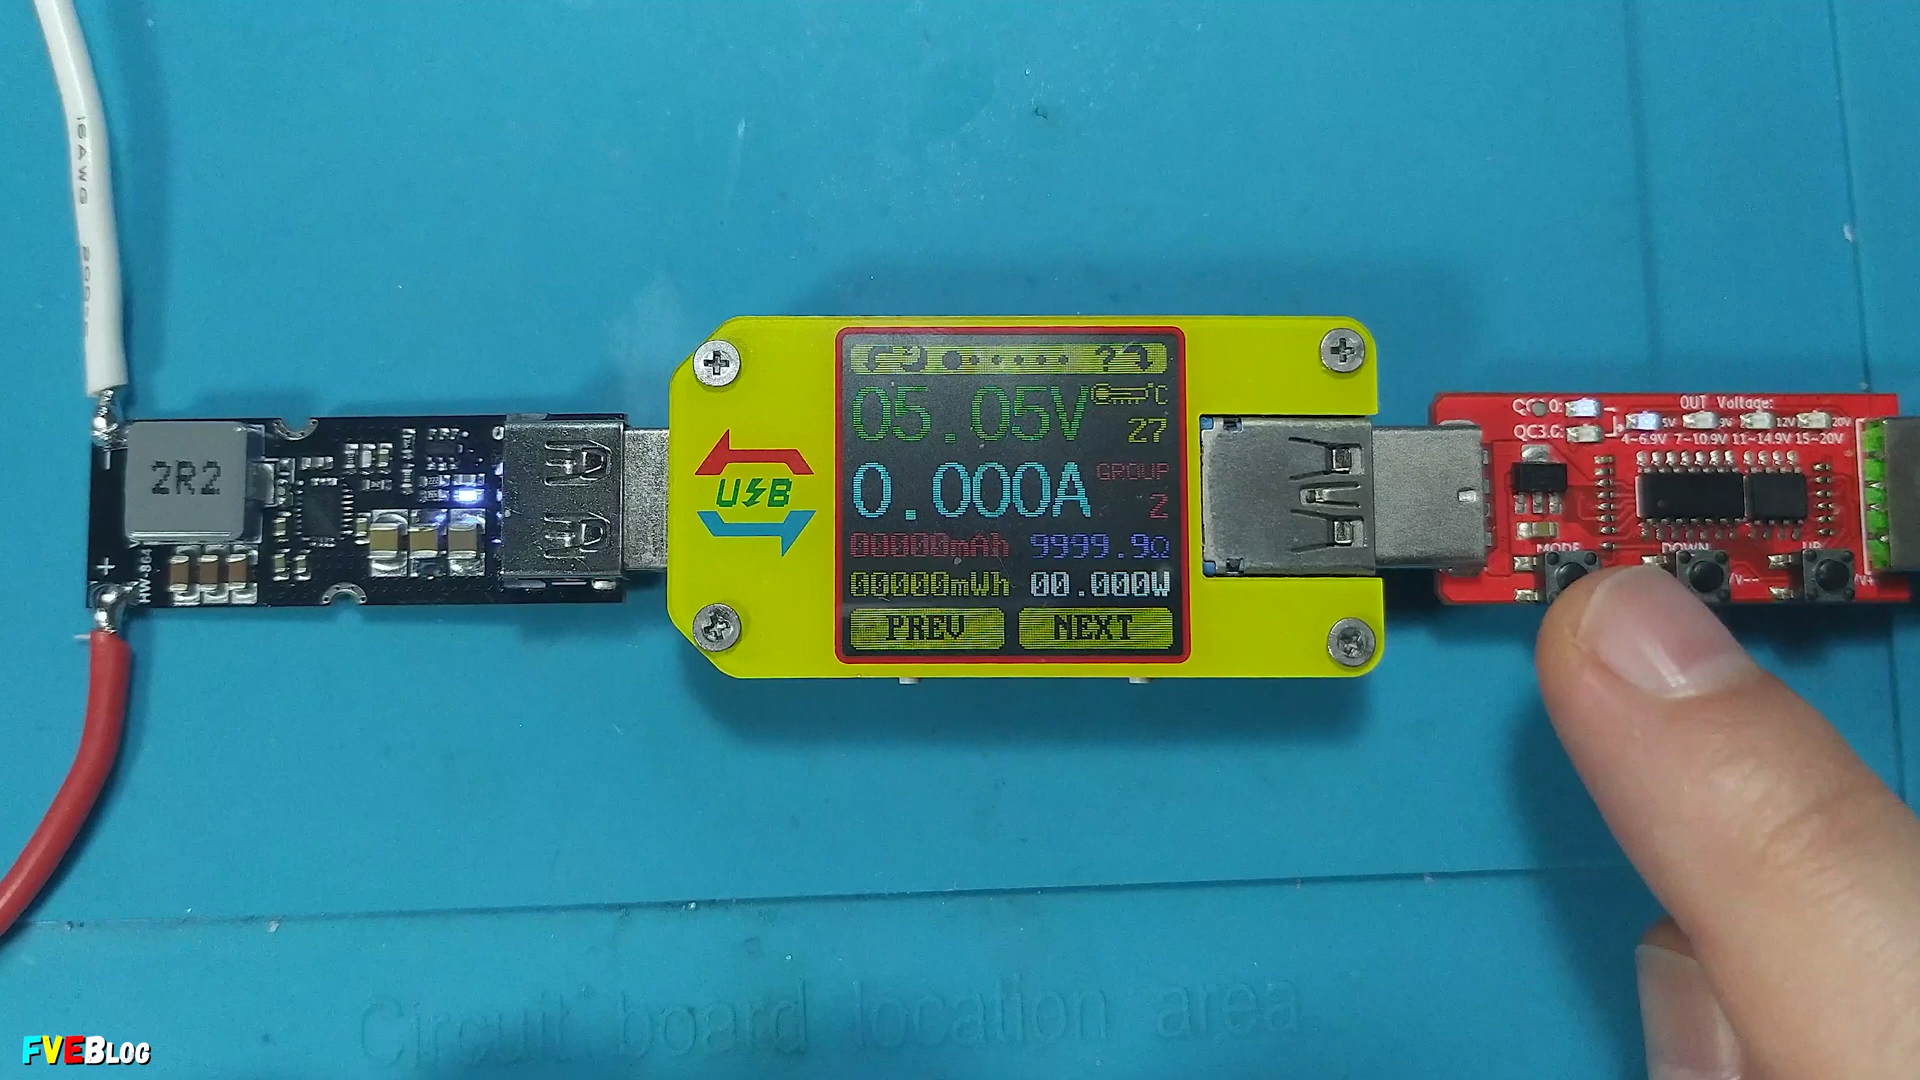 16AWG
2R2
+
HW-864
USB
05.05V
°C
27
0.000A
GROUP
2
00000mAh
9999.9Ω
00000mWh
00.000W
PREV
NEXT
OUT Voltage:
QC3.0:
5V
9V
12V
20V
4-6.9V 7-10.9V 11-14.9V 15-20V
MODE
DOWN
UP
Circuit board location area
FVEBLOG